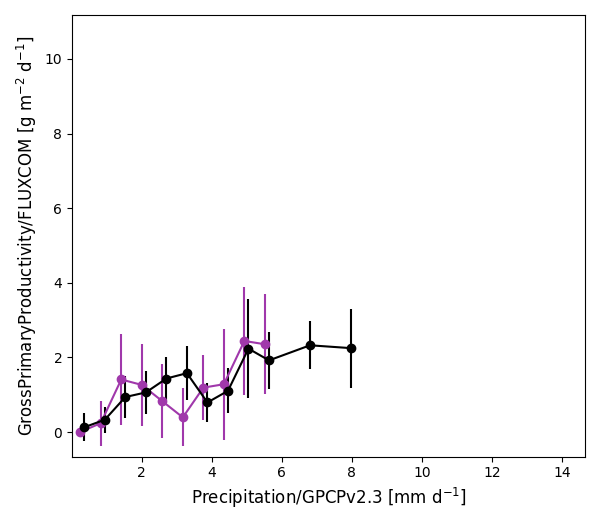 GrossPrimaryProductivity/FLUXCOM [g m⁻² d⁻¹]
10
8
6
4
2
0
2 4 6 8 10 12 14
Precipitation/GPCPv2.3 [mm d⁻¹]